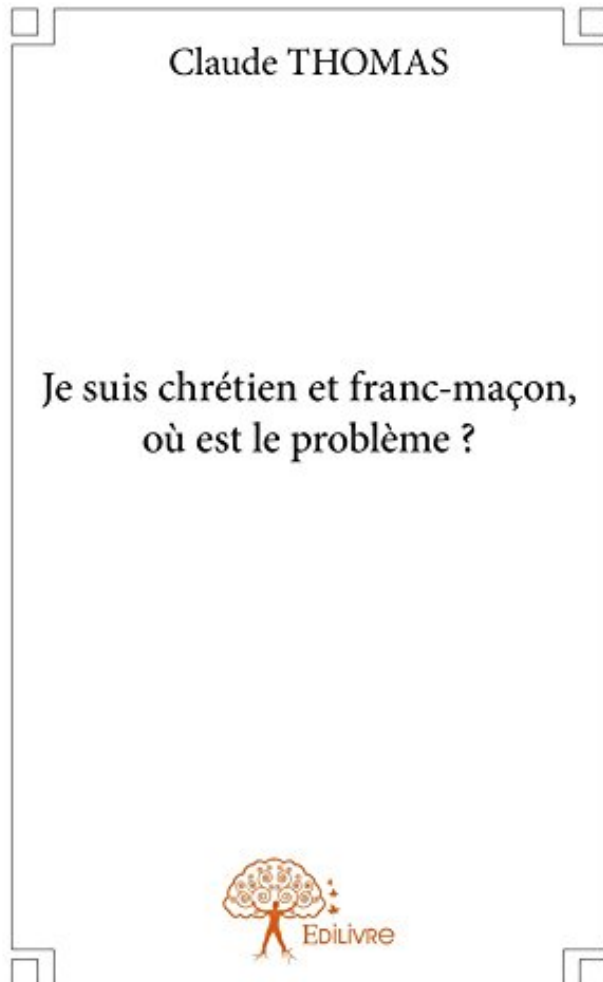 Claude THOMAS
Je suis chrétien et franc-maçon,
où est le problème ?
EDILIVRE